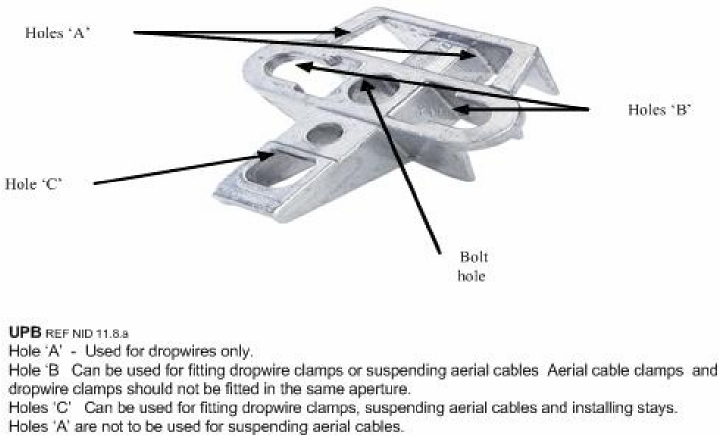 Holes ‘A’
Holes ‘B’
Hole ‘C’
Bolt
hole
UPB REF NID 11.8.a
Hole ‘A’ - Used for dropwires only.
Hole ‘B Can be used for fitting dropwire clamps or suspending aerial cables Aerial cable clamps and
dropwire clamps should not be fitted in the same aperture.
Holes ‘C’ Can be used for fitting dropwire clamps, suspending aerial cables and installing stays.
Holes ‘A’ are not to be used for suspending aerial cables.